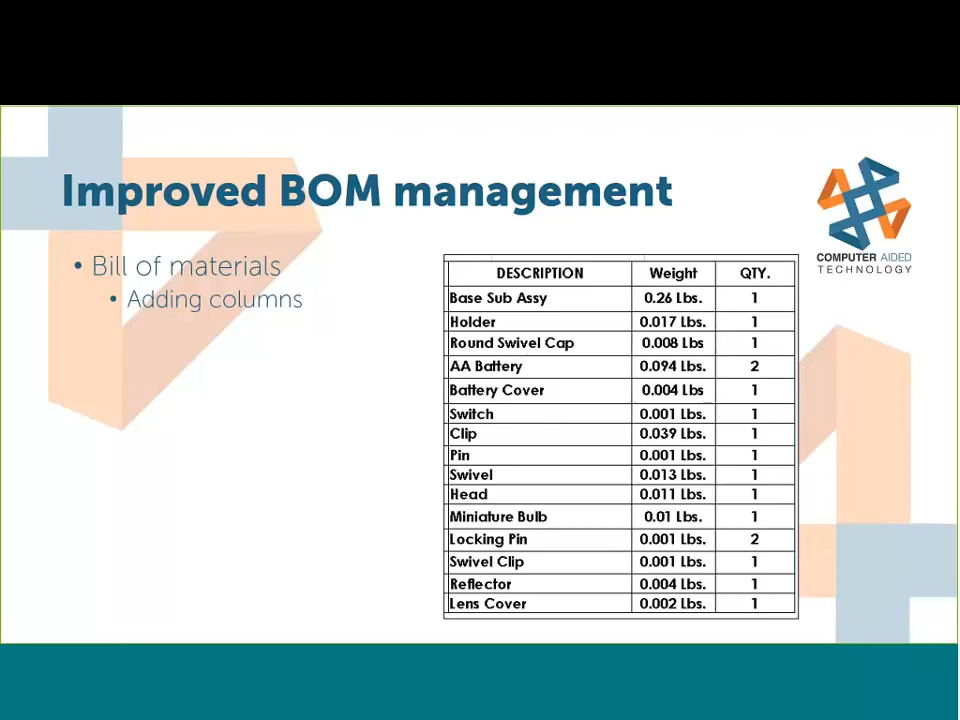 Improved BOM management
• Bill of materials
• Adding columns
COMPUTER AIDED
TECHNOLOGY
DESCRIPTION Weight QTY.
Base Sub Assy 0.26 Lbs. 1
Holder 0.017 Lbs. 1
Round Swivel Cap 0.008 Lbs 1
AA Battery 0.094 Lbs. 2
Battery Cover 0.004 Lbs 1
Switch 0.001 Lbs. 1
Clip 0.039 Lbs. 1
Pin 0.001 Lbs. 1
Swivel 0.013 Lbs. 1
Head 0.011 Lbs. 1
Miniature Bulb 0.01 Lbs. 1
Locking Pin 0.001 Lbs. 2
Swivel Clip 0.001 Lbs. 1
Reflector 0.004 Lbs. 1
Lens Cover 0.002 Lbs. 1